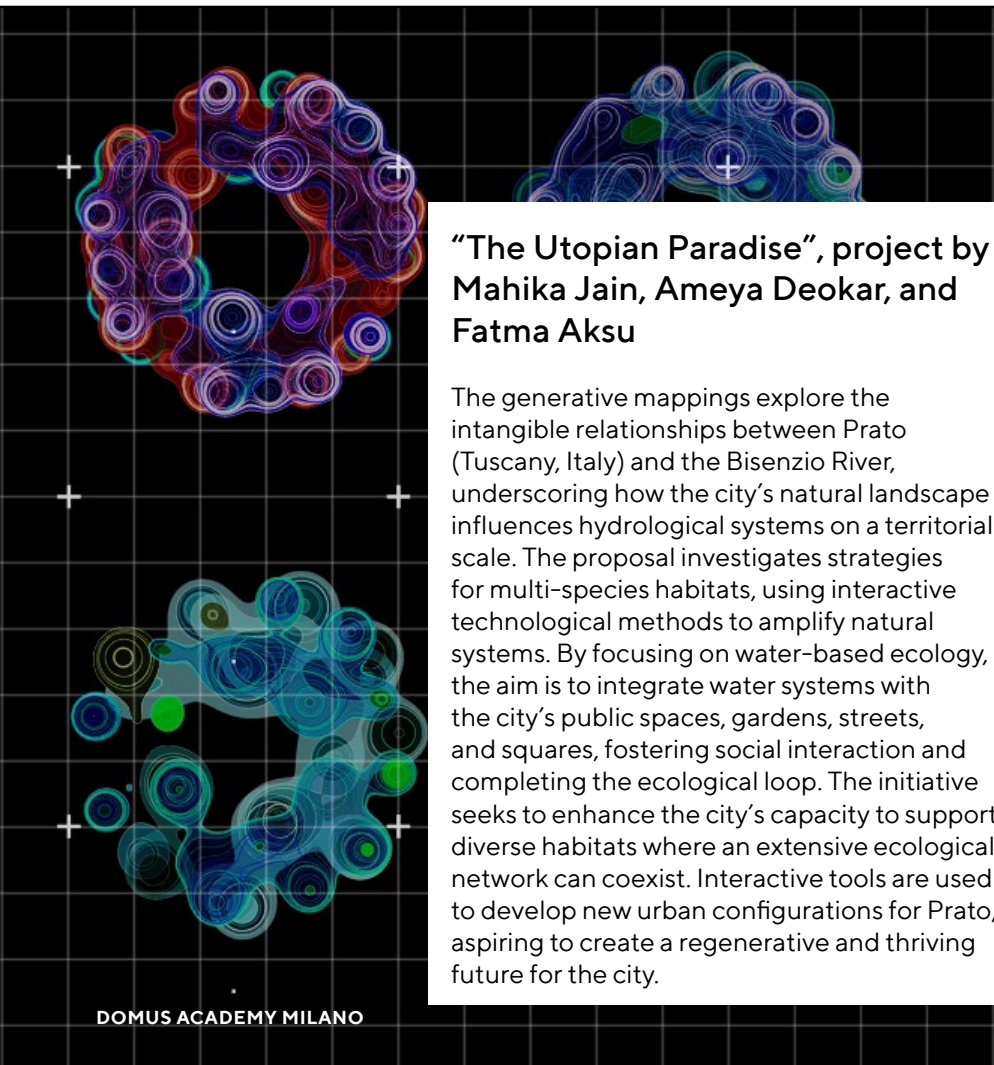 “The Utopian Paradise”, project by
Mahika Jain, Ameya Deokar, and
Fatma Aksu
The generative mappings explore the
intangible relationships between Prato
(Tuscany, Italy) and the Bisenzio River,
underscoring how the city’s natural landscape
influences hydrological systems on a territorial
scale. The proposal investigates strategies
for multi-species habitats, using interactive
technological methods to amplify natural
systems. By focusing on water-based ecology,
the aim is to integrate water systems with
the city’s public spaces, gardens, streets,
and squares, fostering social interaction and
completing the ecological loop. The initiative
seeks to enhance the city’s capacity to support
diverse habitats where an extensive ecological
network can coexist. Interactive tools are used
to develop new urban configurations for Prato,
aspiring to create a regenerative and thriving
future for the city.
DOMUS ACADEMY MILANO